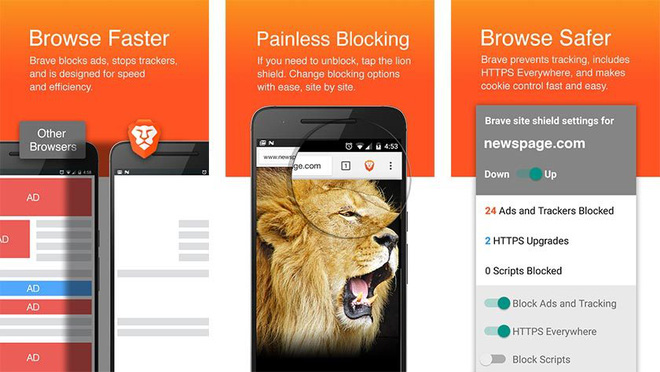 Browse Faster
Brave blocks ads, stops trackers,
and is designed for speed
and efficiency.
Other
Browsers
4:53
AD
AD
AD
AD
AD
Painless Blocking
If you need to unblock, tap the lion
shield. Change blocking options
with ease, site by site.
4:53
www.newsp
page.com
1
Browse Safer
Brave prevents tracking, includes
HTTPS Everywhere, and makes
cookie control fast and easy.
Brave site shield settings for
newspage.com
Down Up
24 Ads and Trackers Blocked
2 HTTPS Upgrades
0 Scripts Blocked
Block Ads and Tracking
HTTPS Everywhere
Block Scripts